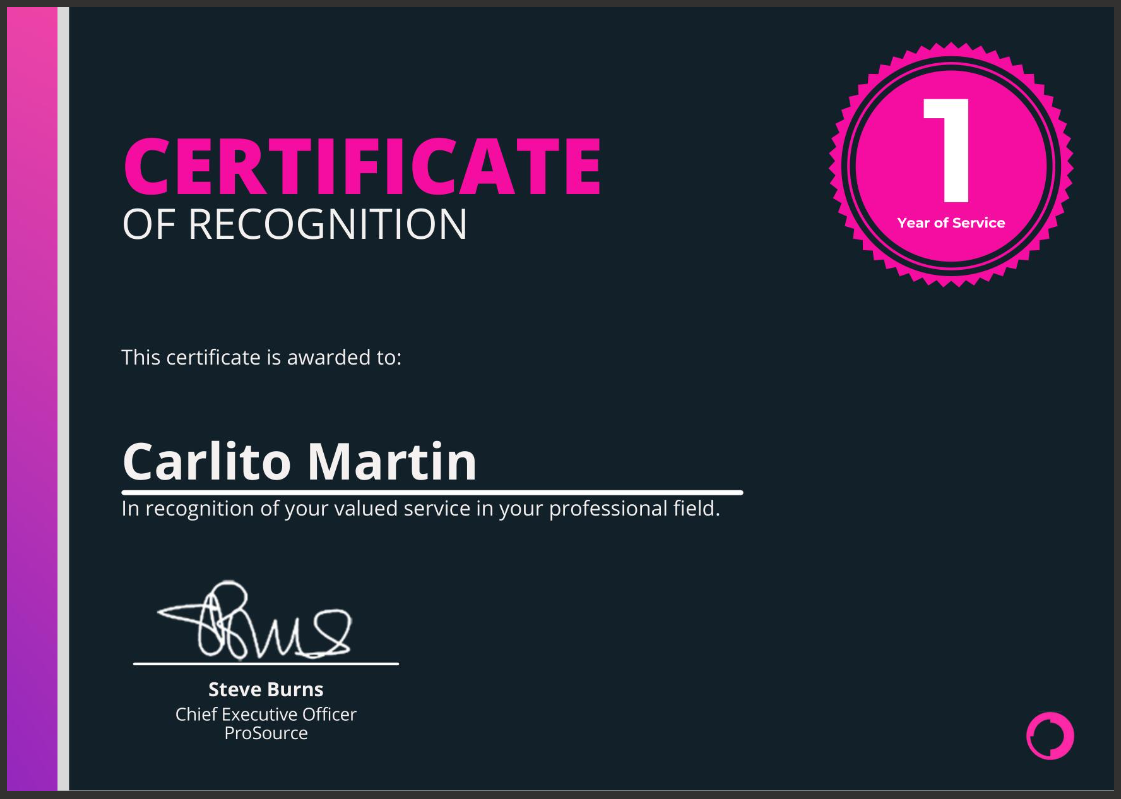 CERTIFICATE
OF RECOGNITION
1
Year of Service
This certificate is awarded to:
Carlito Martin
In recognition of your valued service in your professional field.
SBurns
Steve Burns
Chief Executive Officer
ProSource